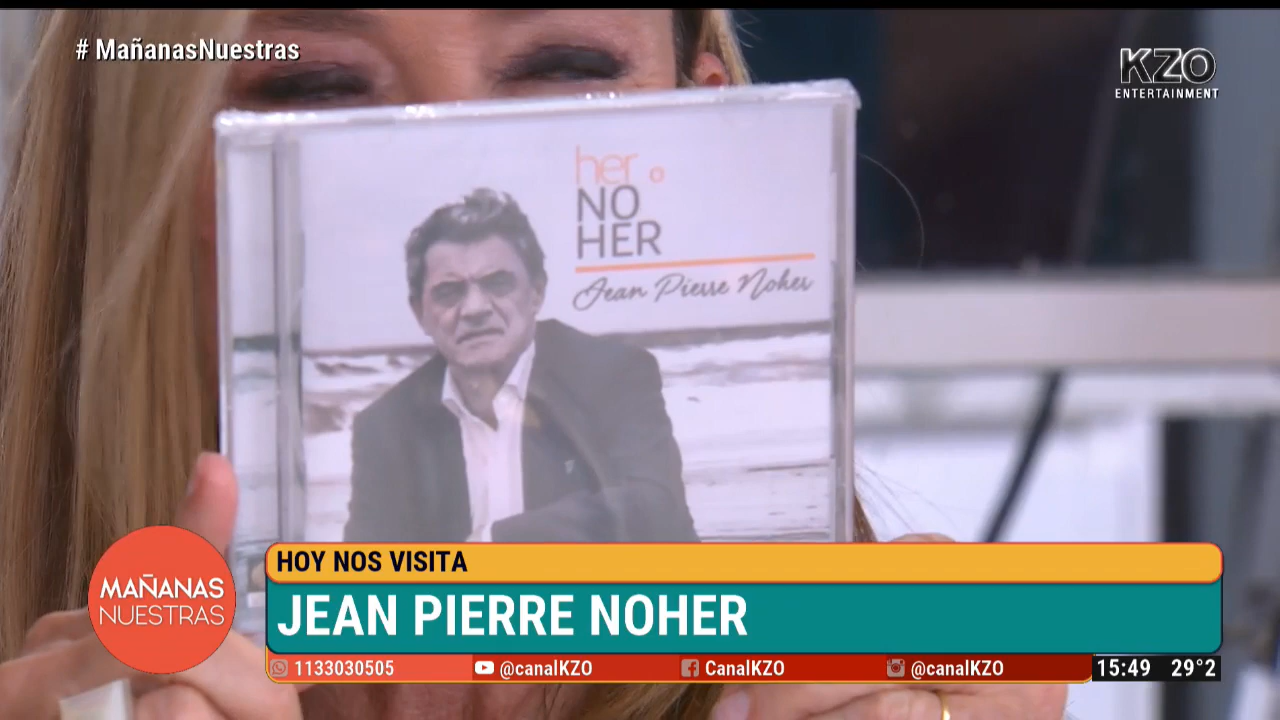 # MañanasNuestras
KZO
ENTERTAINMENT
her o
NO
HER
Jean Pierre Noher
HOY NOS VISITA
MAÑANAS
NUESTRAS
JEAN PIERRE NOHER
1133030505
@canalKZO
CanalKZO
@canalKZO
15:49 29°2